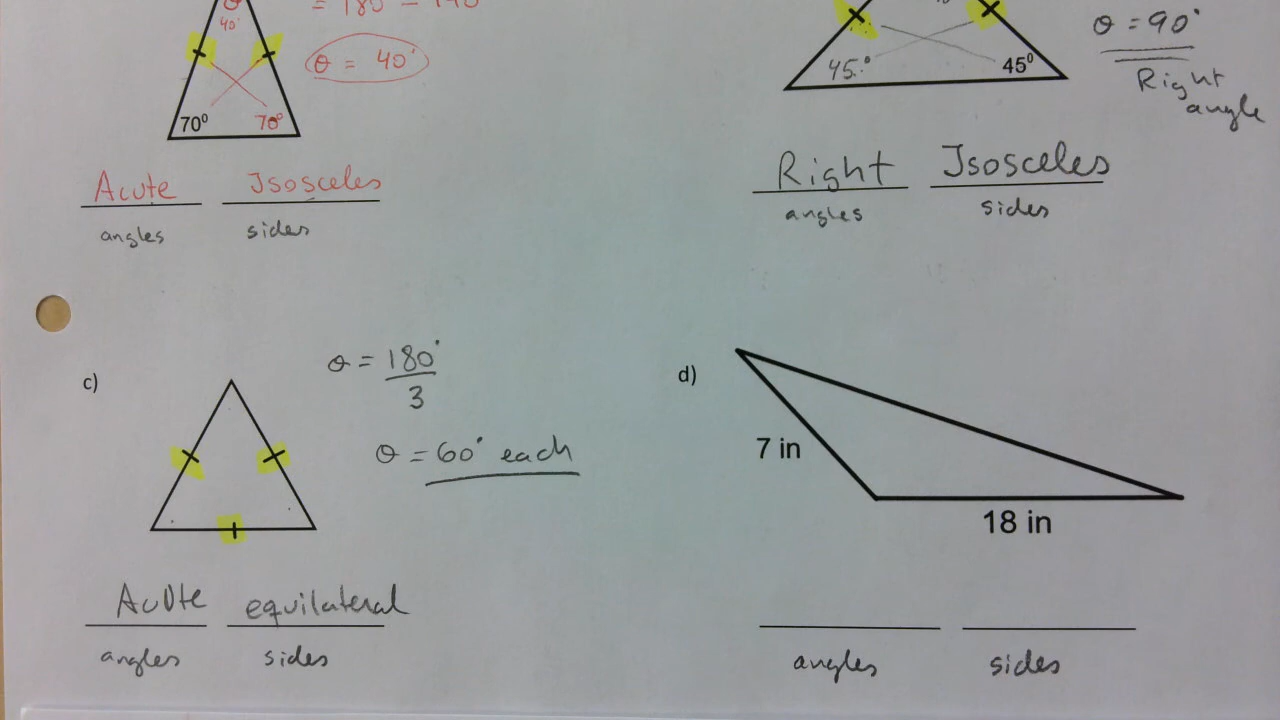 θ
40°
= 180 - 140
θ = 40°
70° 70°
Acute Isosceles
angles sides
45° 45°
θ = 90°
Right
angle
Right Isosceles
angles sides
c)
θ = 180°
3
θ = 60° each
Acute equilateral
angles sides
d)
7 in
18 in
angles sides